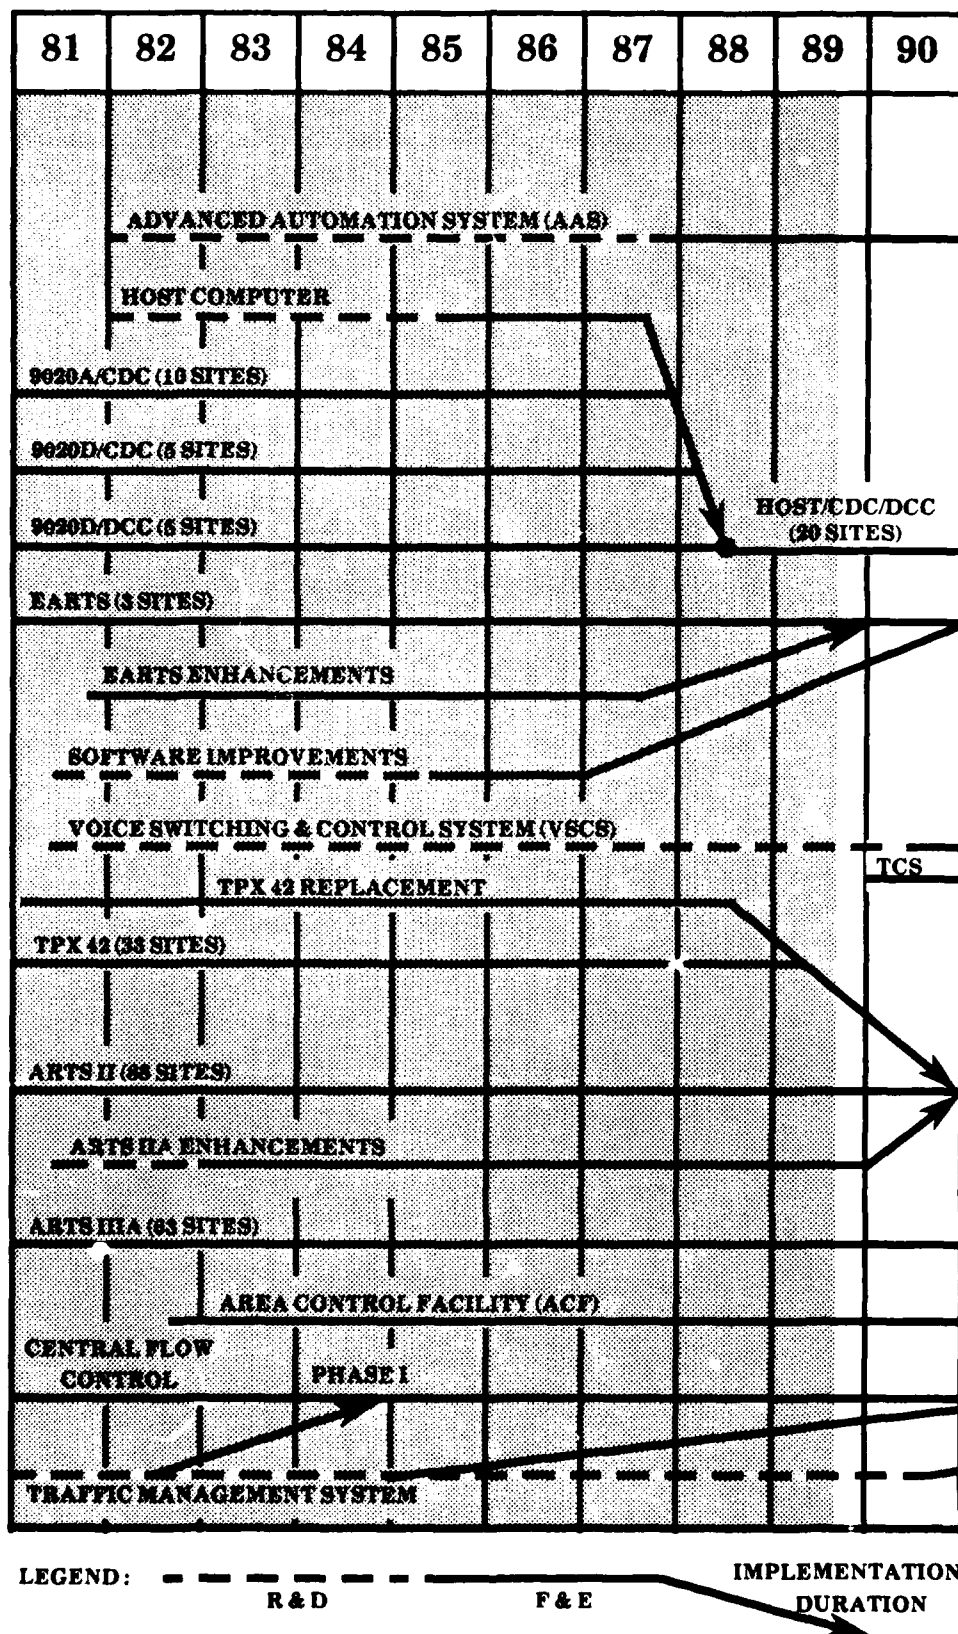 81 82 83 84 85 86 87 88 89 90
ADVANCED AUTOMATION SYSTEM (AAS)
HOST COMPUTER
9020A/CDC (10 SITES)
9020D/CDC (5 SITES)
HOST/CDC/DCC
(20 SITES)
9020D/DCC (5 SITES)
EARTS (3 SITES)
EARTS ENHANCEMENTS
SOFTWARE IMPROVEMENTS
VOICE SWITCHING & CONTROL SYSTEM (VSCS)
TCS
TPX 42 REPLACEMENT
TPX 42 (33 SITES)
ARTS II (SITES)
ARTS IIA ENHANCEMENTS
ARTS IIIA (63 SITES)
AREA CONTROL FACILITY (ACF)
CENTRAL FLOW
CONTROL
PHASE I
TRAFFIC MANAGEMENT SYSTEM
LEGEND:
R & D
F & E
IMPLEMENTATION
DURATION